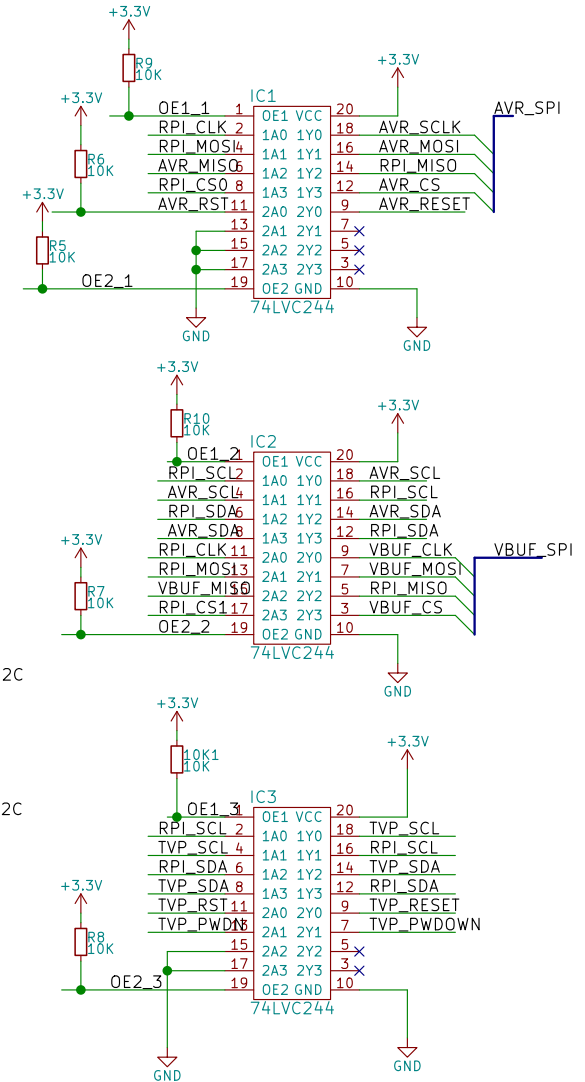 +3.3V
R9
10K
+3.3V
+3.3V
IC1
OE1_1 1 OE1 VCC 20
AVR_SPI
RPI_CLK 2 1A0 1Y0 18 AVR_SCLK
RPI_MOSI 4 1A1 1Y1 16 AVR_MOSI
R6
10K
AVR_MISO 6 1A2 1Y2 14 RPI_MISO
RPI_CS0 8 1A3 1Y3 12 AVR_CS
+3.3V
AVR_RST 11 2A0 2Y0 9 AVR_RESET
13 2A1 2Y1 7
R5
10K
15 2A2 2Y2 5
17 2A3 2Y3 3
OE2_1 19 OE2 GND 10
74LVC244
GND
GND
+3.3V
R10
10K
+3.3V
IC2
OE1_2 1 OE1 VCC 20
RPI_SCL 2 1A0 1Y0 18 AVR_SCL
AVR_SCL 4 1A1 1Y1 16 RPI_SCL
RPI_SDA 6 1A2 1Y2 14 AVR_SDA
AVR_SDA 8 1A3 1Y3 12 RPI_SDA
+3.3V
RPI_CLK 11 2A0 2Y0 9 VBUF_CLK
VBUF_SPI
RPI_MOSI 13 2A1 2Y1 7 VBUF_MOSI
R7
10K
VBUF_MISO 15 2A2 2Y2 5 RPI_MISO
RPI_CS1 17 2A3 2Y3 3 VBUF_CS
OE2_2 19 OE2 GND 10
74LVC244
2C
GND
+3.3V
10K1
10K
+3.3V
IC3
2C
OE1_3 1 OE1 VCC 20
RPI_SCL 2 1A0 1Y0 18 TVP_SCL
TVP_SCL 4 1A1 1Y1 16 RPI_SCL
RPI_SDA 6 1A2 1Y2 14 TVP_SDA
+3.3V
TVP_SDA 8 1A3 1Y3 12 RPI_SDA
TVP_RST 11 2A0 2Y0 9 TVP_RESET
TVP_PWDN 13 2A1 2Y1 7 TVP_PWDOWN
R8
10K
15 2A2 2Y2 5
17 2A3 2Y3 3
OE2_3 19 OE2 GND 10
74LVC244
GND
GND